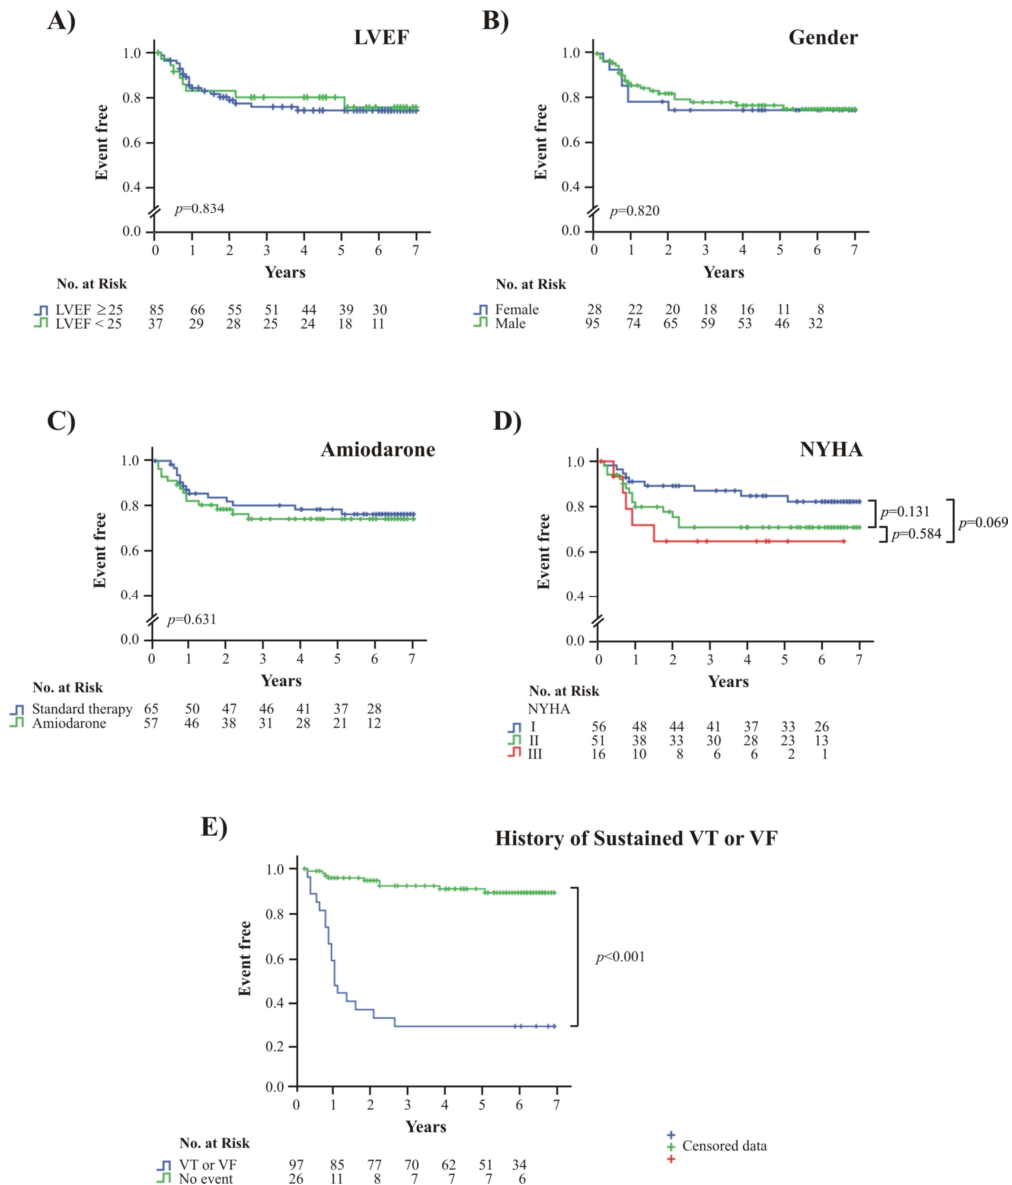 A)
LVEF
1.0
0.8
0.6
0.4
0.0
Event free
p=0.834
0 1 2 3 4 5 6 7
Years
No. at Risk
LVEF ≥25 85 66 55 51 44 39 30
LVEF < 25 37 29 28 25 24 18 11
B)
Gender
1.0
0.8
0.6
0.4
0.0
Event free
p=0.820
0 1 2 3 4 5 6 7
Years
No. at Risk
Female 28 22 20 18 16 11 8
Male 95 74 65 59 53 46 32
C)
Amiodarone
1.0
0.8
0.6
0.4
0.0
Event free
p=0.631
0 1 2 3 4 5 6 7
Years
No. at Risk
Standard therapy 65 50 47 46 41 37 28
Amiodarone 57 46 38 31 28 21 12
D)
NYHA
1.0
0.8
0.6
0.4
0.0
Event free
p=0.131
p=0.584
p=0.069
0 1 2 3 4 5 6 7
Years
No. at Risk
NYHA
I 56 48 44 41 37 33 26
II 51 38 33 30 28 23 13
III 16 10 8 6 6 2 1
E)
History of Sustained VT or VF
1.0
0.8
0.6
0.4
0.2
0.0
Event free
p<0.001
0 1 2 3 4 5 6 7
Years
No. at Risk
VT or VF 97 85 77 70 62 51 34
No event 26 11 8 7 7 7 6
Censored data